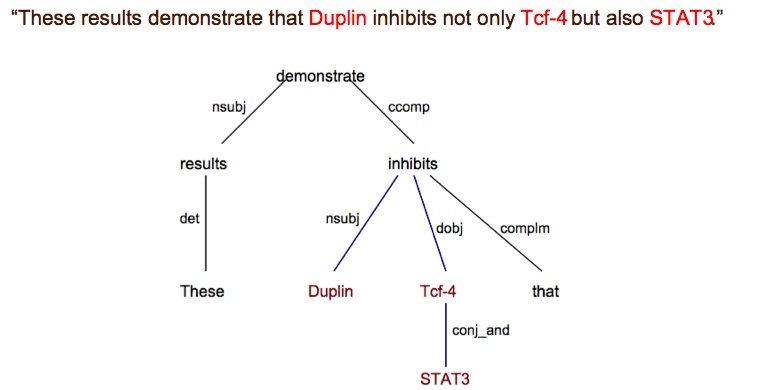 “These results demonstrate that Duplin inhibits not only Tcf-4 but also STAT3”
demonstrate
nsubj ccomp
results inhibits
det nsubj dobj complm
These Duplin Tcf-4 that
conj_and
STAT3